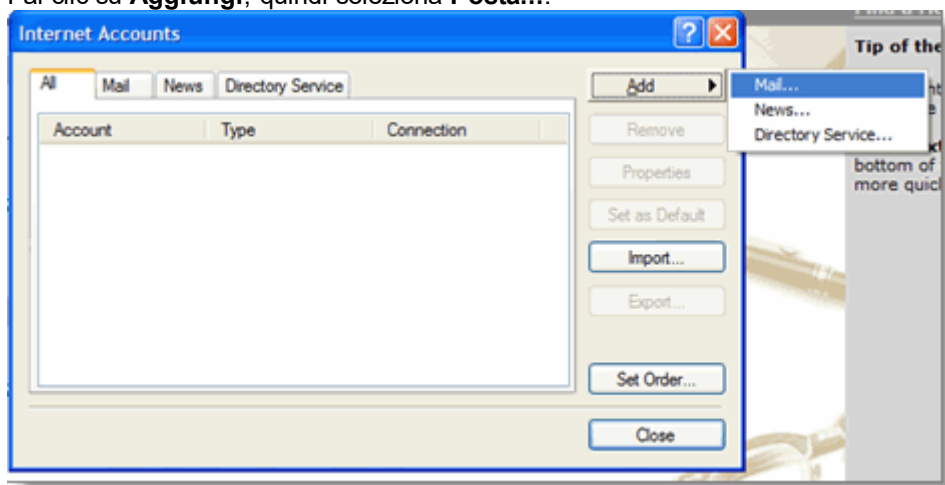 Fai clic su Aggiungi, quindi seleziona Posta....
Internet Accounts
Tip of the
All Mail News Directory Service
Add
Mail...
News...
Directory Service...
Account Type Connection
Remove
Properties
bottom of
more quicl
Set as Default
Import...
Export...
Set Order...
Close